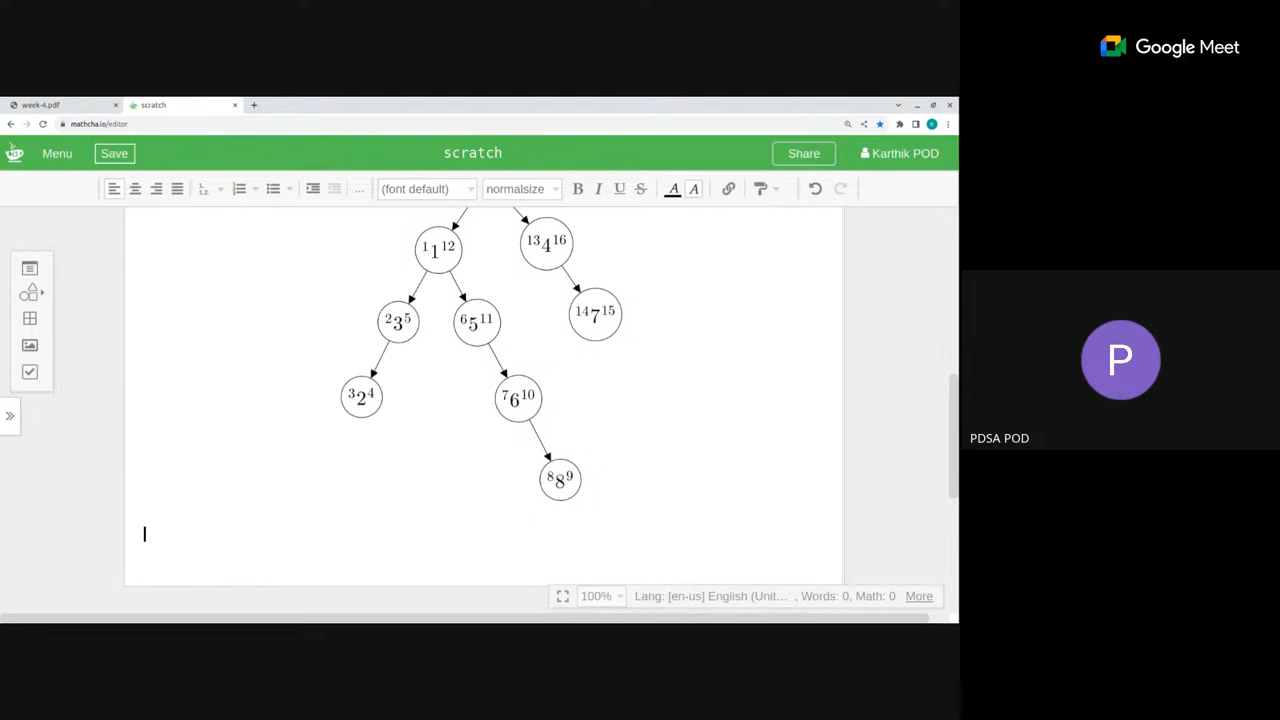 Google Meet
week-4.pdf
scratch
mathcha.io/editor
K
Menu
Save
scratch
Share
Karthik POD
... (font default) normalsize B I U S A A
1 1 12
13 4 16
2 3 5
6 5 11
14 7 15
3 2 4
7 6 10
8 8 9
100% Lang: [en-us] English (Unit... , Words: 0, Math: 0 More
P
PDSA POD